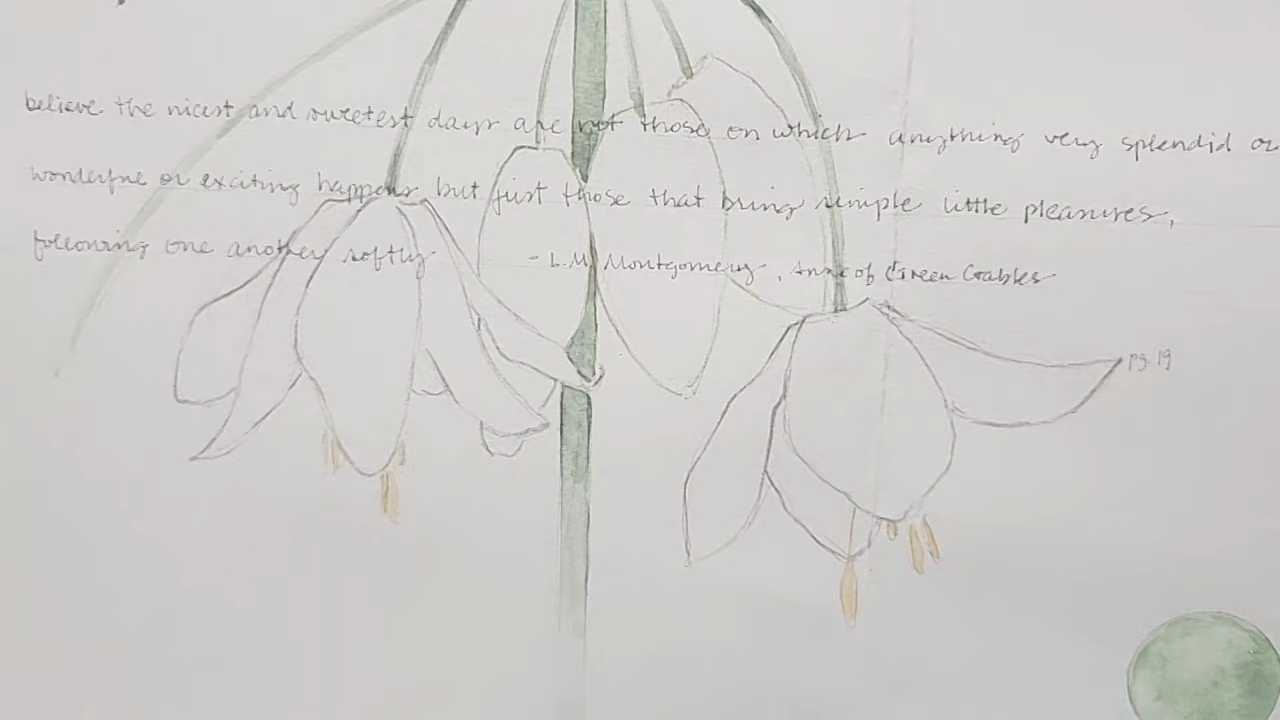 believe the nicest and sweetest days are not those on which anything very splendid or
wonderful or exciting happens but just those that bring simple little pleasures,
following one another softly - L.M. Montgomery, Anne of Green Gables
pg. 19